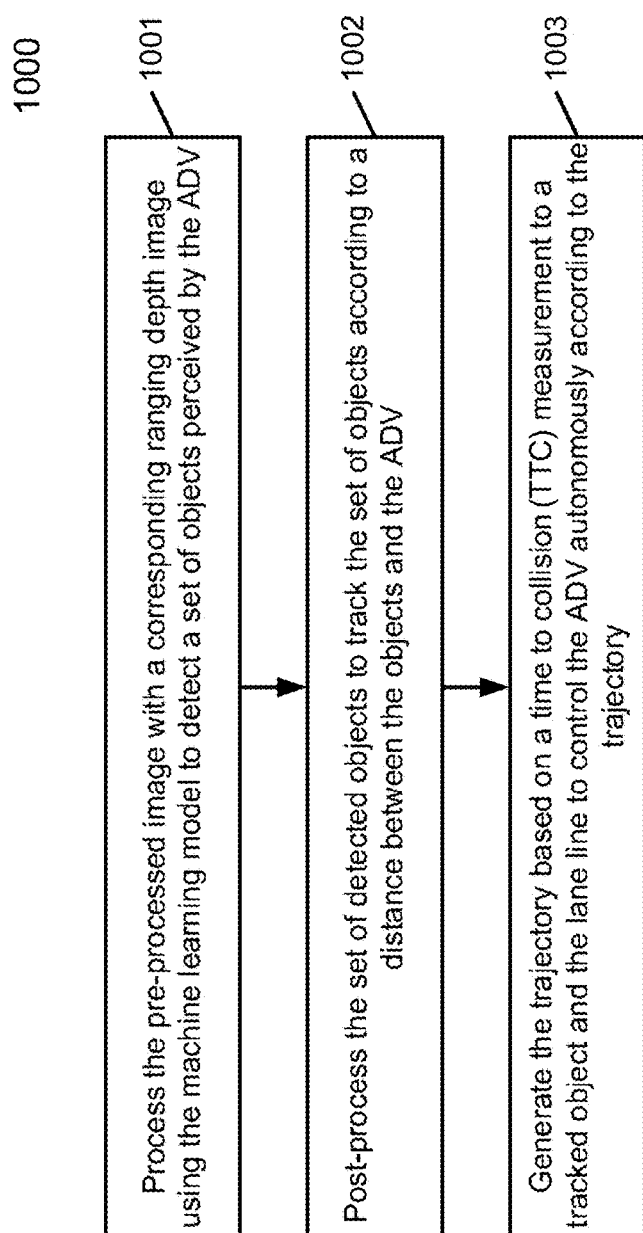 1000
1001
Process the pre-processed image with a corresponding ranging depth image
using the machine learning model to detect a set of objects perceived by the ADV
1002
Post-process the set of detected objects to track the set of objects according to a
distance between the objects and the ADV
1003
Generate the trajectory based on a time to collision (TTC) measurement to a
tracked object and the lane line to control the ADV autonomously according to the
trajectory